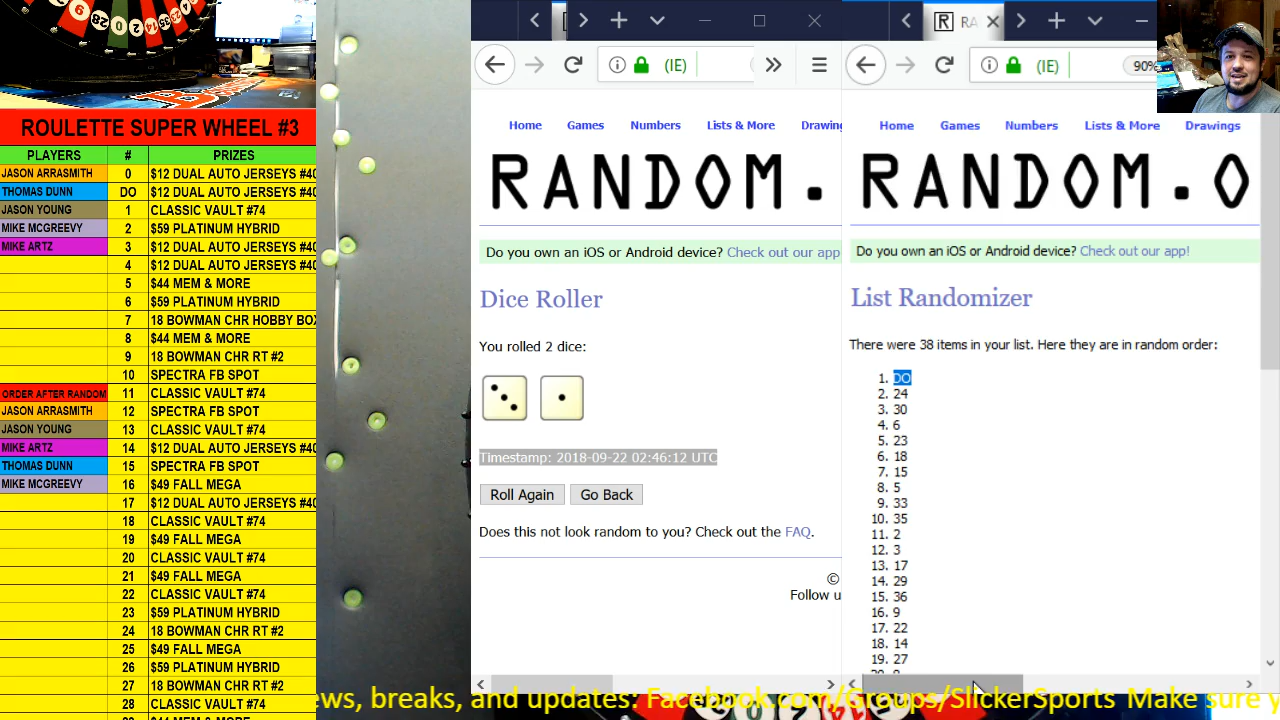 ROULETTE SUPER WHEEL #3
PLAYERS # PRIZES
JASON ARRASMITH 0 $12 DUAL AUTO JERSEYS #40
THOMAS DUNN DO $12 DUAL AUTO JERSEYS #40
JASON YOUNG 1 CLASSIC VAULT #74
MIKE MCGREEVY 2 $59 PLATINUM HYBRID
MIKE ARTZ 3 $12 DUAL AUTO JERSEYS #40
4 $12 DUAL AUTO JERSEYS #40
5 $44 MEM & MORE
6 $59 PLATINUM HYBRID
7 18 BOWMAN CHR HOBBY BOX
8 $44 MEM & MORE
9 18 BOWMAN CHR RT #2
10 SPECTRA FB SPOT
ORDER AFTER RANDOM 11 CLASSIC VAULT #74
JASON ARRASMITH 12 SPECTRA FB SPOT
JASON YOUNG 13 CLASSIC VAULT #74
MIKE ARTZ 14 $12 DUAL AUTO JERSEYS #40
THOMAS DUNN 15 SPECTRA FB SPOT
MIKE MCGREEVY 16 $49 FALL MEGA
17 $12 DUAL AUTO JERSEYS #40
18 CLASSIC VAULT #74
19 $49 FALL MEGA
20 CLASSIC VAULT #74
21 $49 FALL MEGA
22 CLASSIC VAULT #74
23 $59 PLATINUM HYBRID
24 18 BOWMAN CHR RT #2
25 $49 FALL MEGA
26 $59 PLATINUM HYBRID
27 18 BOWMAN CHR RT #2
28 CLASSIC VAULT #74
(IE)
Home Games Numbers Lists & More Drawing
RANDOM.
Do you own an iOS or Android device? Check out our app
Dice Roller
You rolled 2 dice:
Timestamp: 2018-09-22 02:46:12 UTC
Roll Again Go Back
Does this not look random to you? Check out the FAQ.
©
Follow u
R RA
(IE) 90%
Home Games Numbers Lists & More Drawings
RANDOM.O
Do you own an iOS or Android device? Check out our app!
List Randomizer
There were 38 items in your list. Here they are in random order:
1. DO
2. 24
3. 30
4. 6
5. 23
6. 18
7. 15
8. 5
9. 33
10. 35
11. 2
12. 3
13. 17
14. 29
15. 36
16. 9
17. 22
18. 14
19. 27
ews, breaks, and updates: Facebook.com/Groups/SlickerSports Make sure y